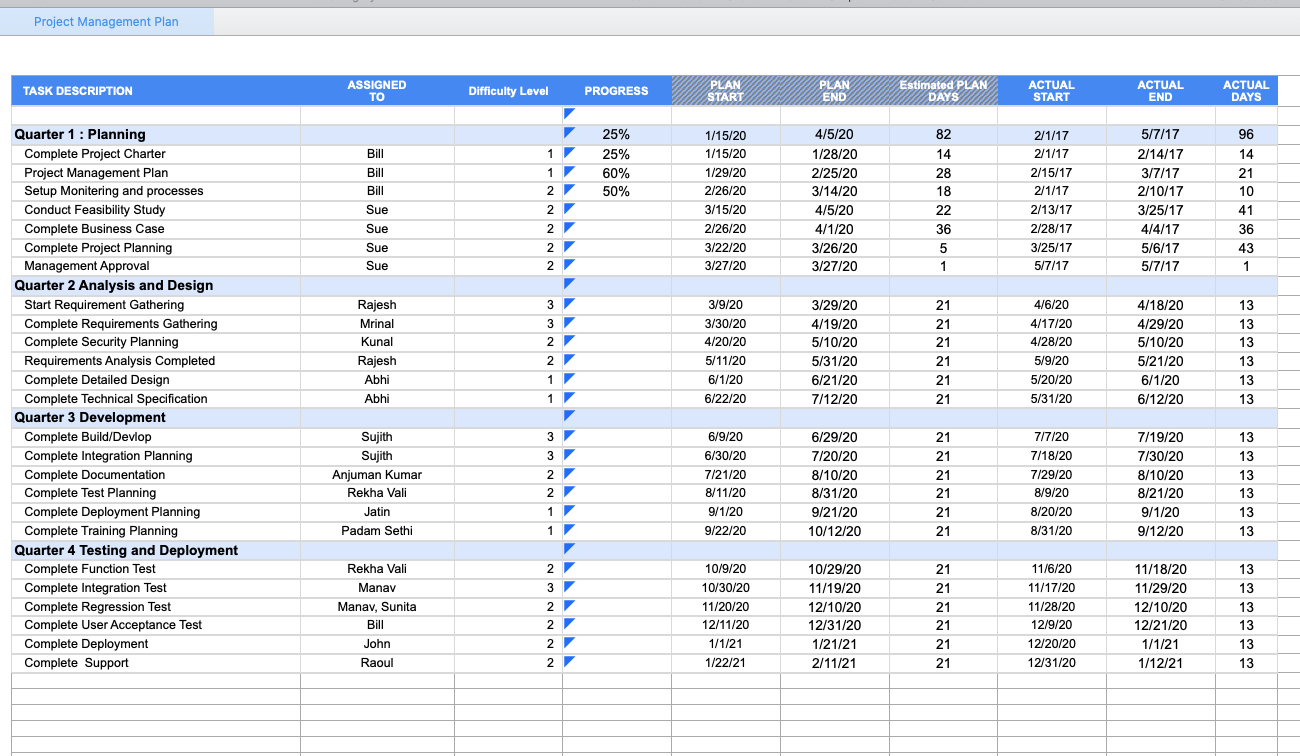 Project Management Plan
TASK DESCRIPTION ASSIGNED TO Difficulty Level PROGRESS PLAN START PLAN END Estimated PLAN DAYS ACTUAL START ACTUAL END ACTUAL DAYS
Quarter 1 : Planning 25% 1/15/20 4/5/20 82 2/1/17 5/7/17 96
Complete Project Charter Bill 1 25% 1/15/20 1/28/20 14 2/1/17 2/14/17 14
Project Management Plan Bill 1 60% 1/29/20 2/25/20 28 2/15/17 3/7/17 21
Setup Monitering and processes Bill 2 50% 2/26/20 3/14/20 18 2/1/17 2/10/17 10
Conduct Feasibility Study Sue 2 3/15/20 4/5/20 22 2/13/17 3/25/17 41
Complete Business Case Sue 2 2/26/20 4/1/20 36 2/28/17 4/4/17 36
Complete Project Planning Sue 2 3/22/20 3/26/20 5 3/25/17 5/6/17 43
Management Approval Sue 2 3/27/20 3/27/20 1 5/7/17 5/7/17 1
Quarter 2 Analysis and Design
Start Requirement Gathering Rajesh 3 3/9/20 3/29/20 21 4/6/20 4/18/20 13
Complete Requirements Gathering Mrinal 3 3/30/20 4/19/20 21 4/17/20 4/29/20 13
Complete Security Planning Kunal 2 4/20/20 5/10/20 21 4/28/20 5/10/20 13
Requirements Analysis Completed Rajesh 2 5/11/20 5/31/20 21 5/9/20 5/21/20 13
Complete Detailed Design Abhi 1 6/1/20 6/21/20 21 5/20/20 6/1/20 13
Complete Technical Specification Abhi 1 6/22/20 7/12/20 21 5/31/20 6/12/20 13
Quarter 3 Development
Complete Build/Devlop Sujith 3 6/9/20 6/29/20 21 7/7/20 7/19/20 13
Complete Integration Planning Sujith 3 6/30/20 7/20/20 21 7/18/20 7/30/20 13
Complete Documentation Anjuman Kumar 2 7/21/20 8/10/20 21 7/29/20 8/10/20 13
Complete Test Planning Rekha Vali 2 8/11/20 8/31/20 21 8/9/20 8/21/20 13
Complete Deployment Planning Jatin 1 9/1/20 9/21/20 21 8/20/20 9/1/20 13
Complete Training Planning Padam Sethi 1 9/22/20 10/12/20 21 8/31/20 9/12/20 13
Quarter 4 Testing and Deployment
Complete Function Test Rekha Vali 2 10/9/20 10/29/20 21 11/6/20 11/18/20 13
Complete Integration Test Manav 3 10/30/20 11/19/20 21 11/17/20 11/29/20 13
Complete Regression Test Manav, Sunita 2 11/20/20 12/10/20 21 11/28/20 12/10/20 13
Complete User Acceptance Test Bill 2 12/11/20 12/31/20 21 12/9/20 12/21/20 13
Complete Deployment John 2 1/1/21 1/21/21 21 12/20/20 1/1/21 13
Complete Support Raoul 2 1/22/21 2/11/21 21 12/31/20 1/12/21 13